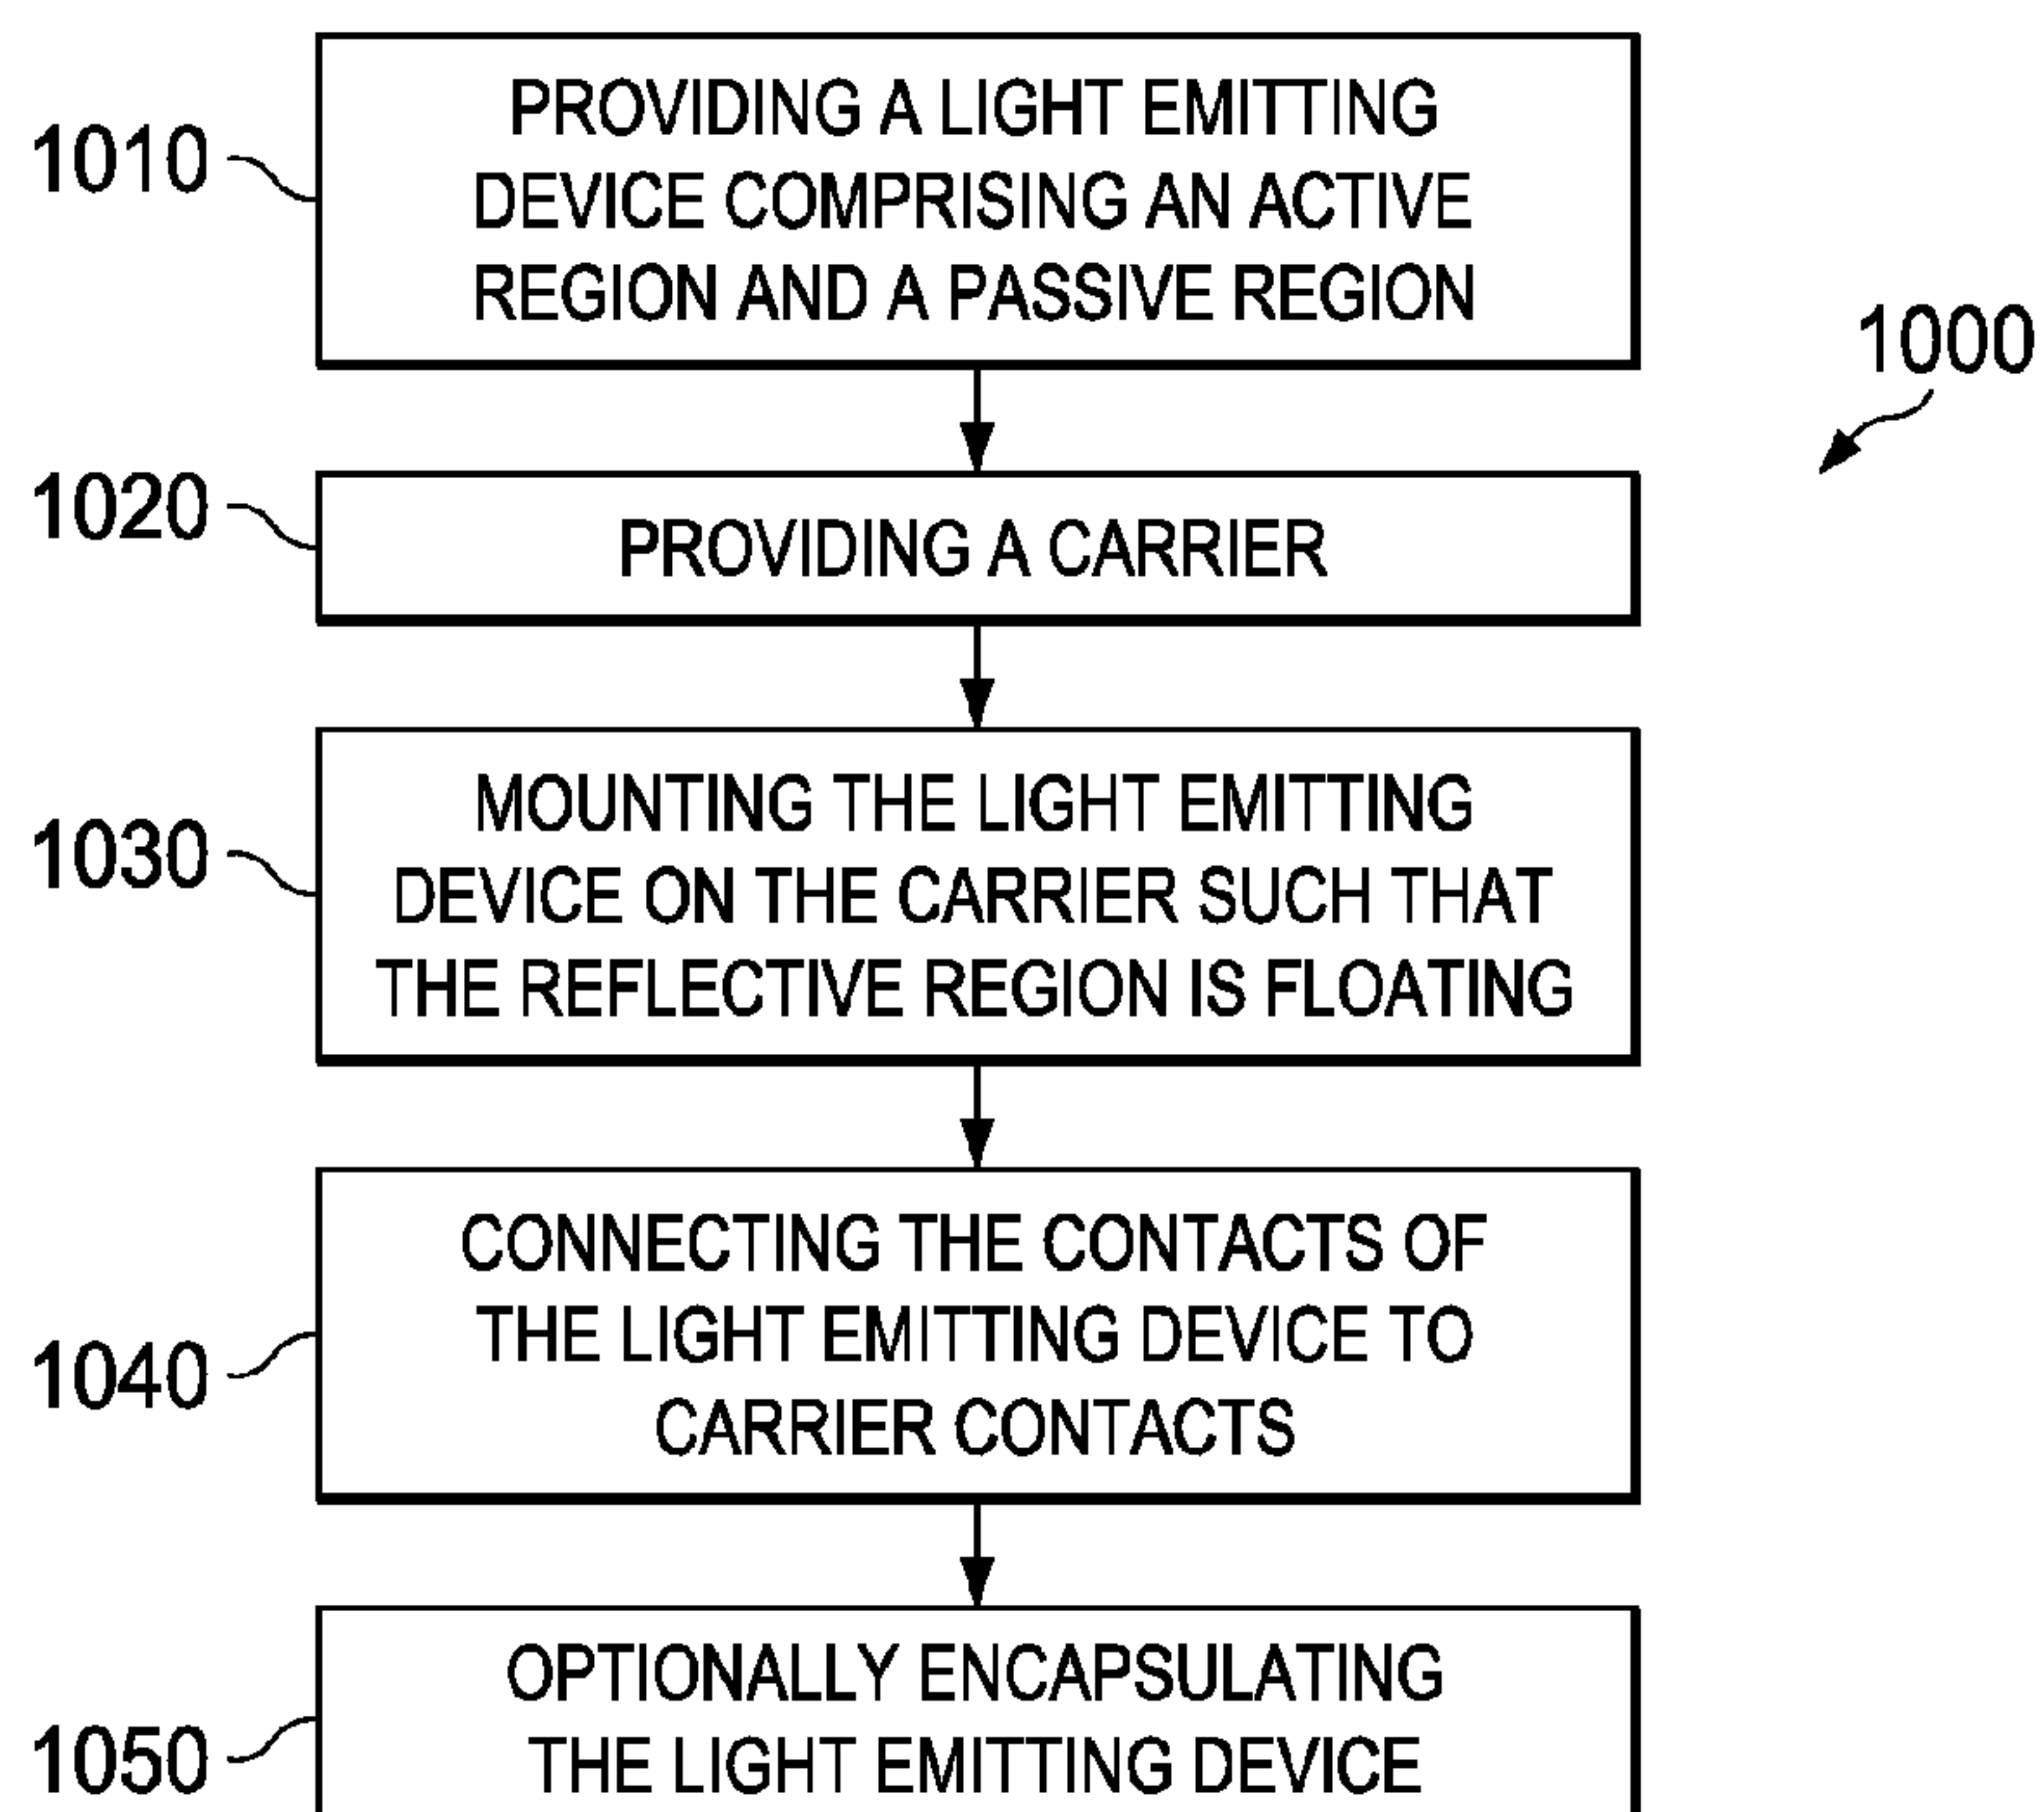 1010
PROVIDING A LIGHT EMITTING
DEVICE COMPRISING AN ACTIVE
REGION AND A PASSIVE REGION
1000
1020
PROVIDING A CARRIER
1030
MOUNTING THE LIGHT EMITTING
DEVICE ON THE CARRIER SUCH THAT
THE REFLECTIVE REGION IS FLOATING
1040
CONNECTING THE CONTACTS OF
THE LIGHT EMITTING DEVICE TO
CARRIER CONTACTS
1050
OPTIONALLY ENCAPSULATING
THE LIGHT EMITTING DEVICE